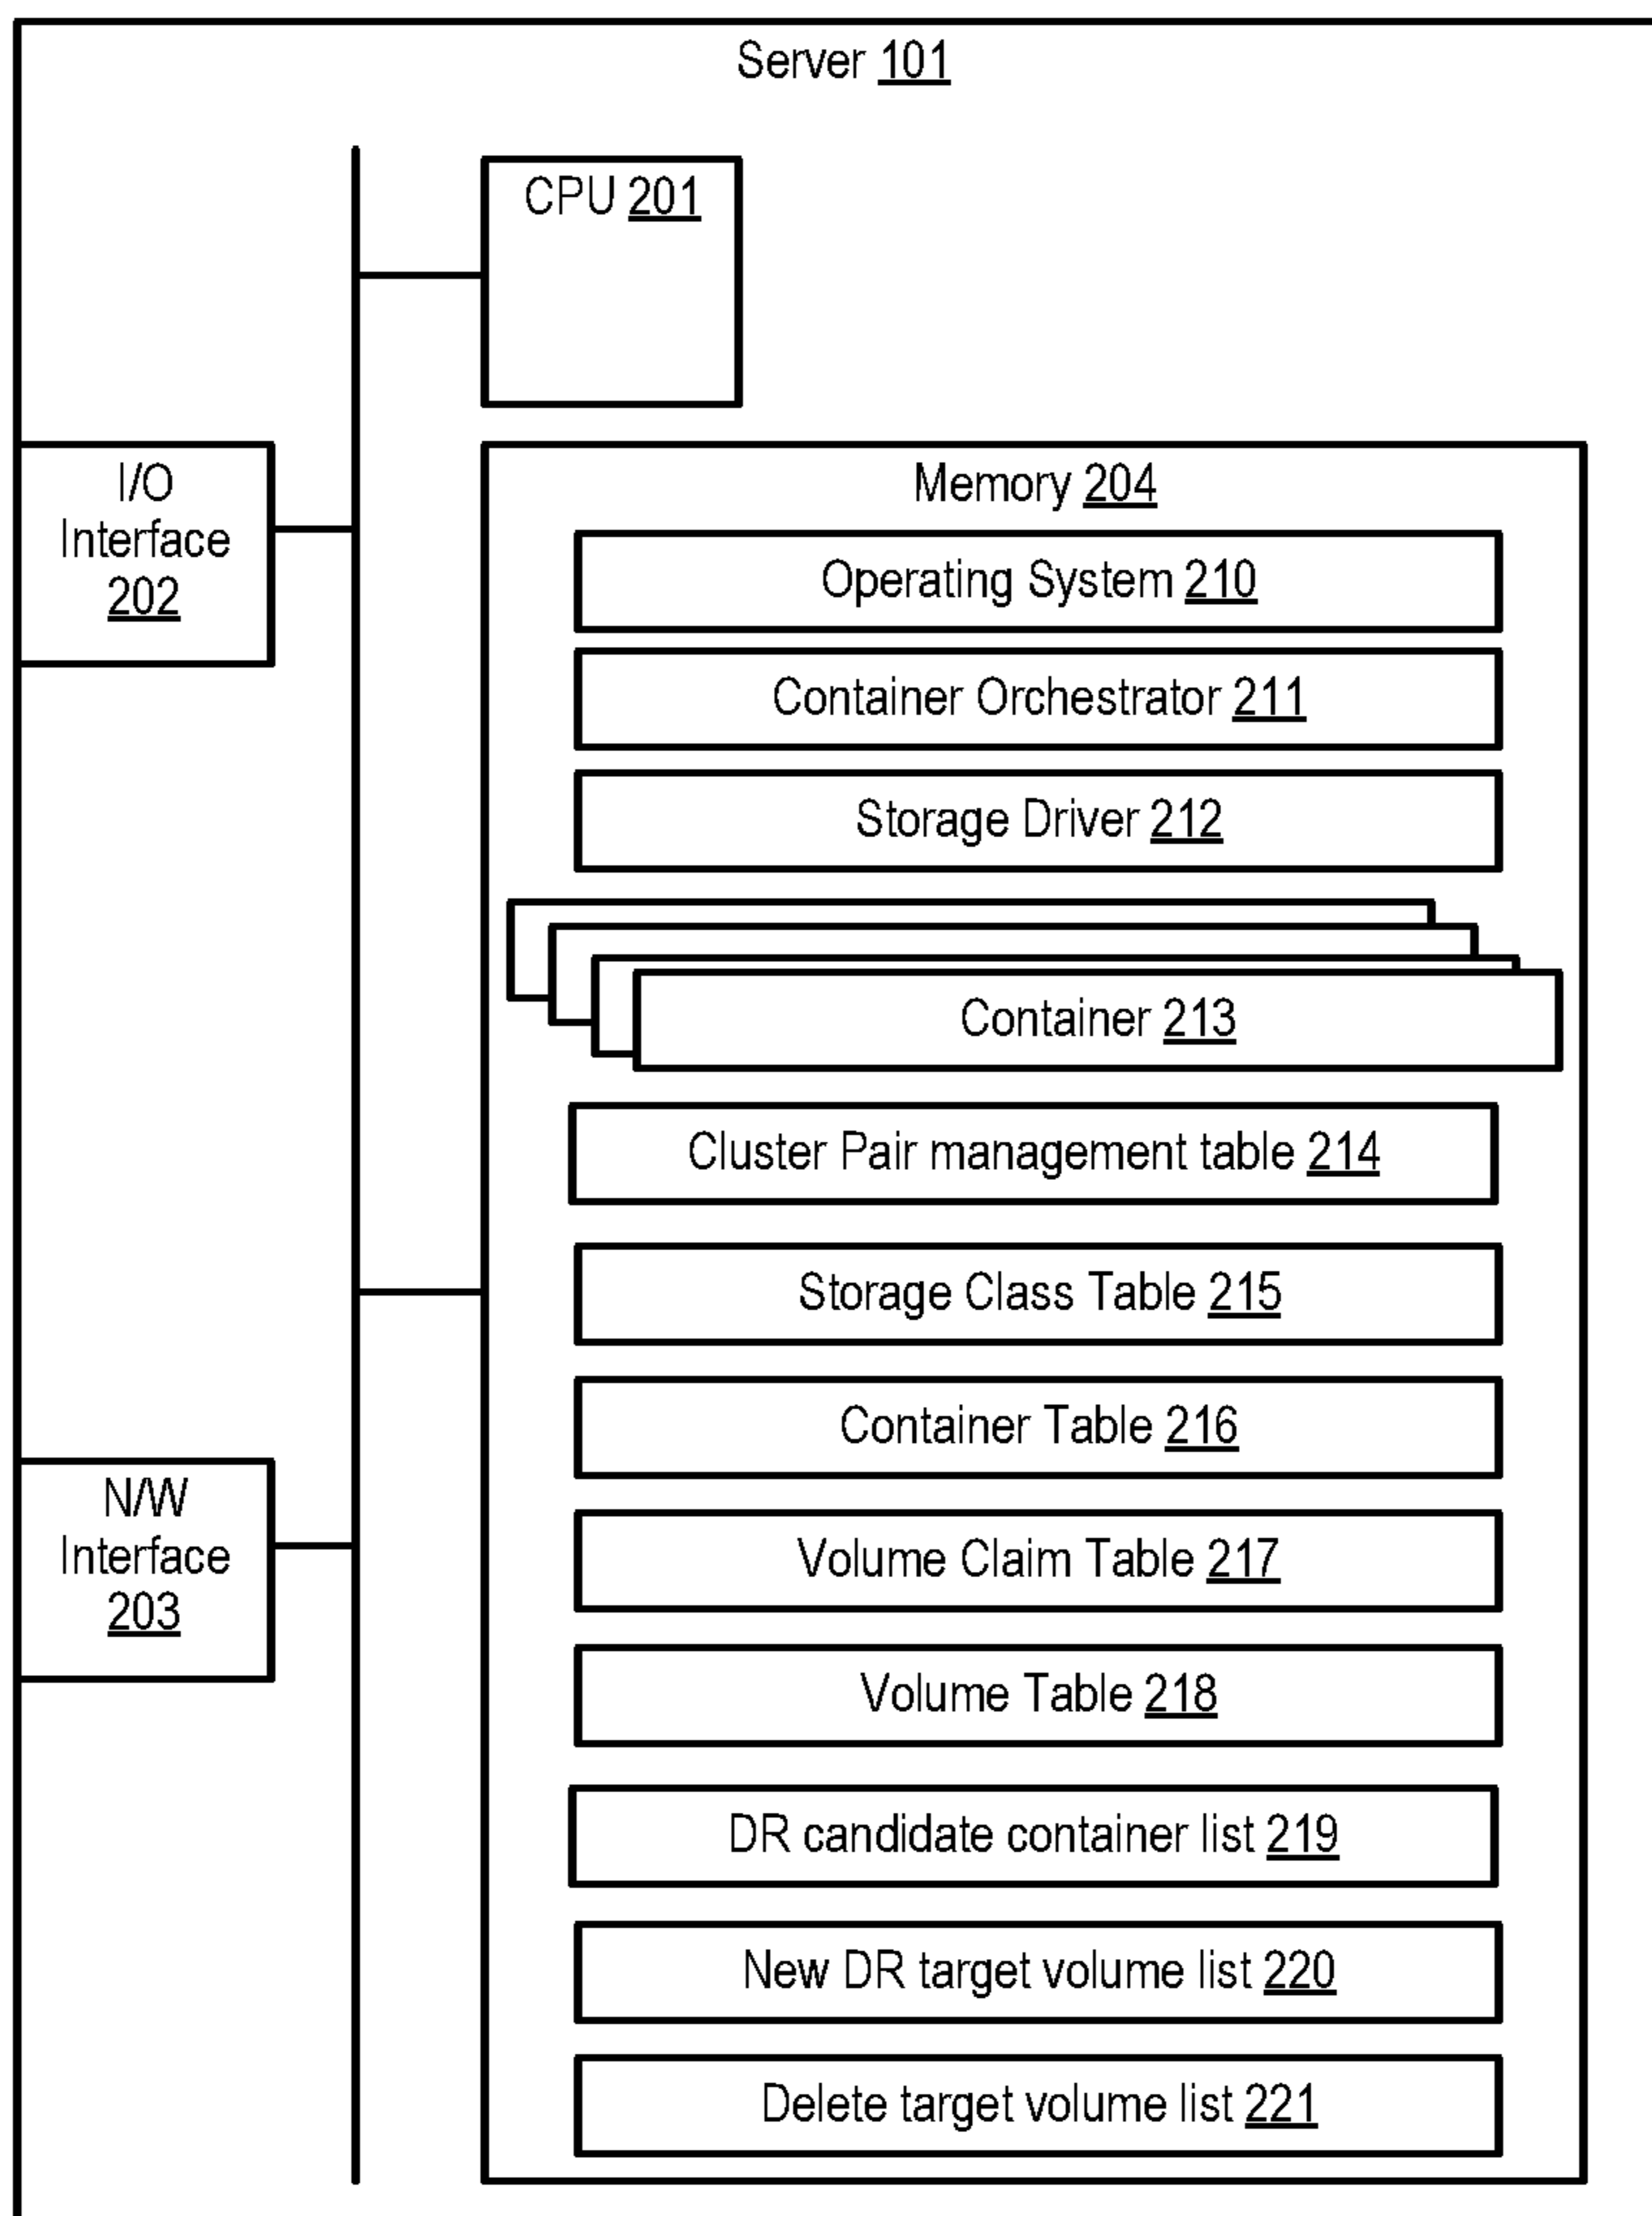 Server 101
CPU 201
I/O
Interface
202
Memory 204
Operating System 210
Container Orchestrator 211
Storage Driver 212
Container 213
Cluster Pair management table 214
Storage Class Table 215
Container Table 216
N/W
Interface
203
Volume Claim Table 217
Volume Table 218
DR candidate container list 219
New DR target volume list 220
Delete target volume list 221